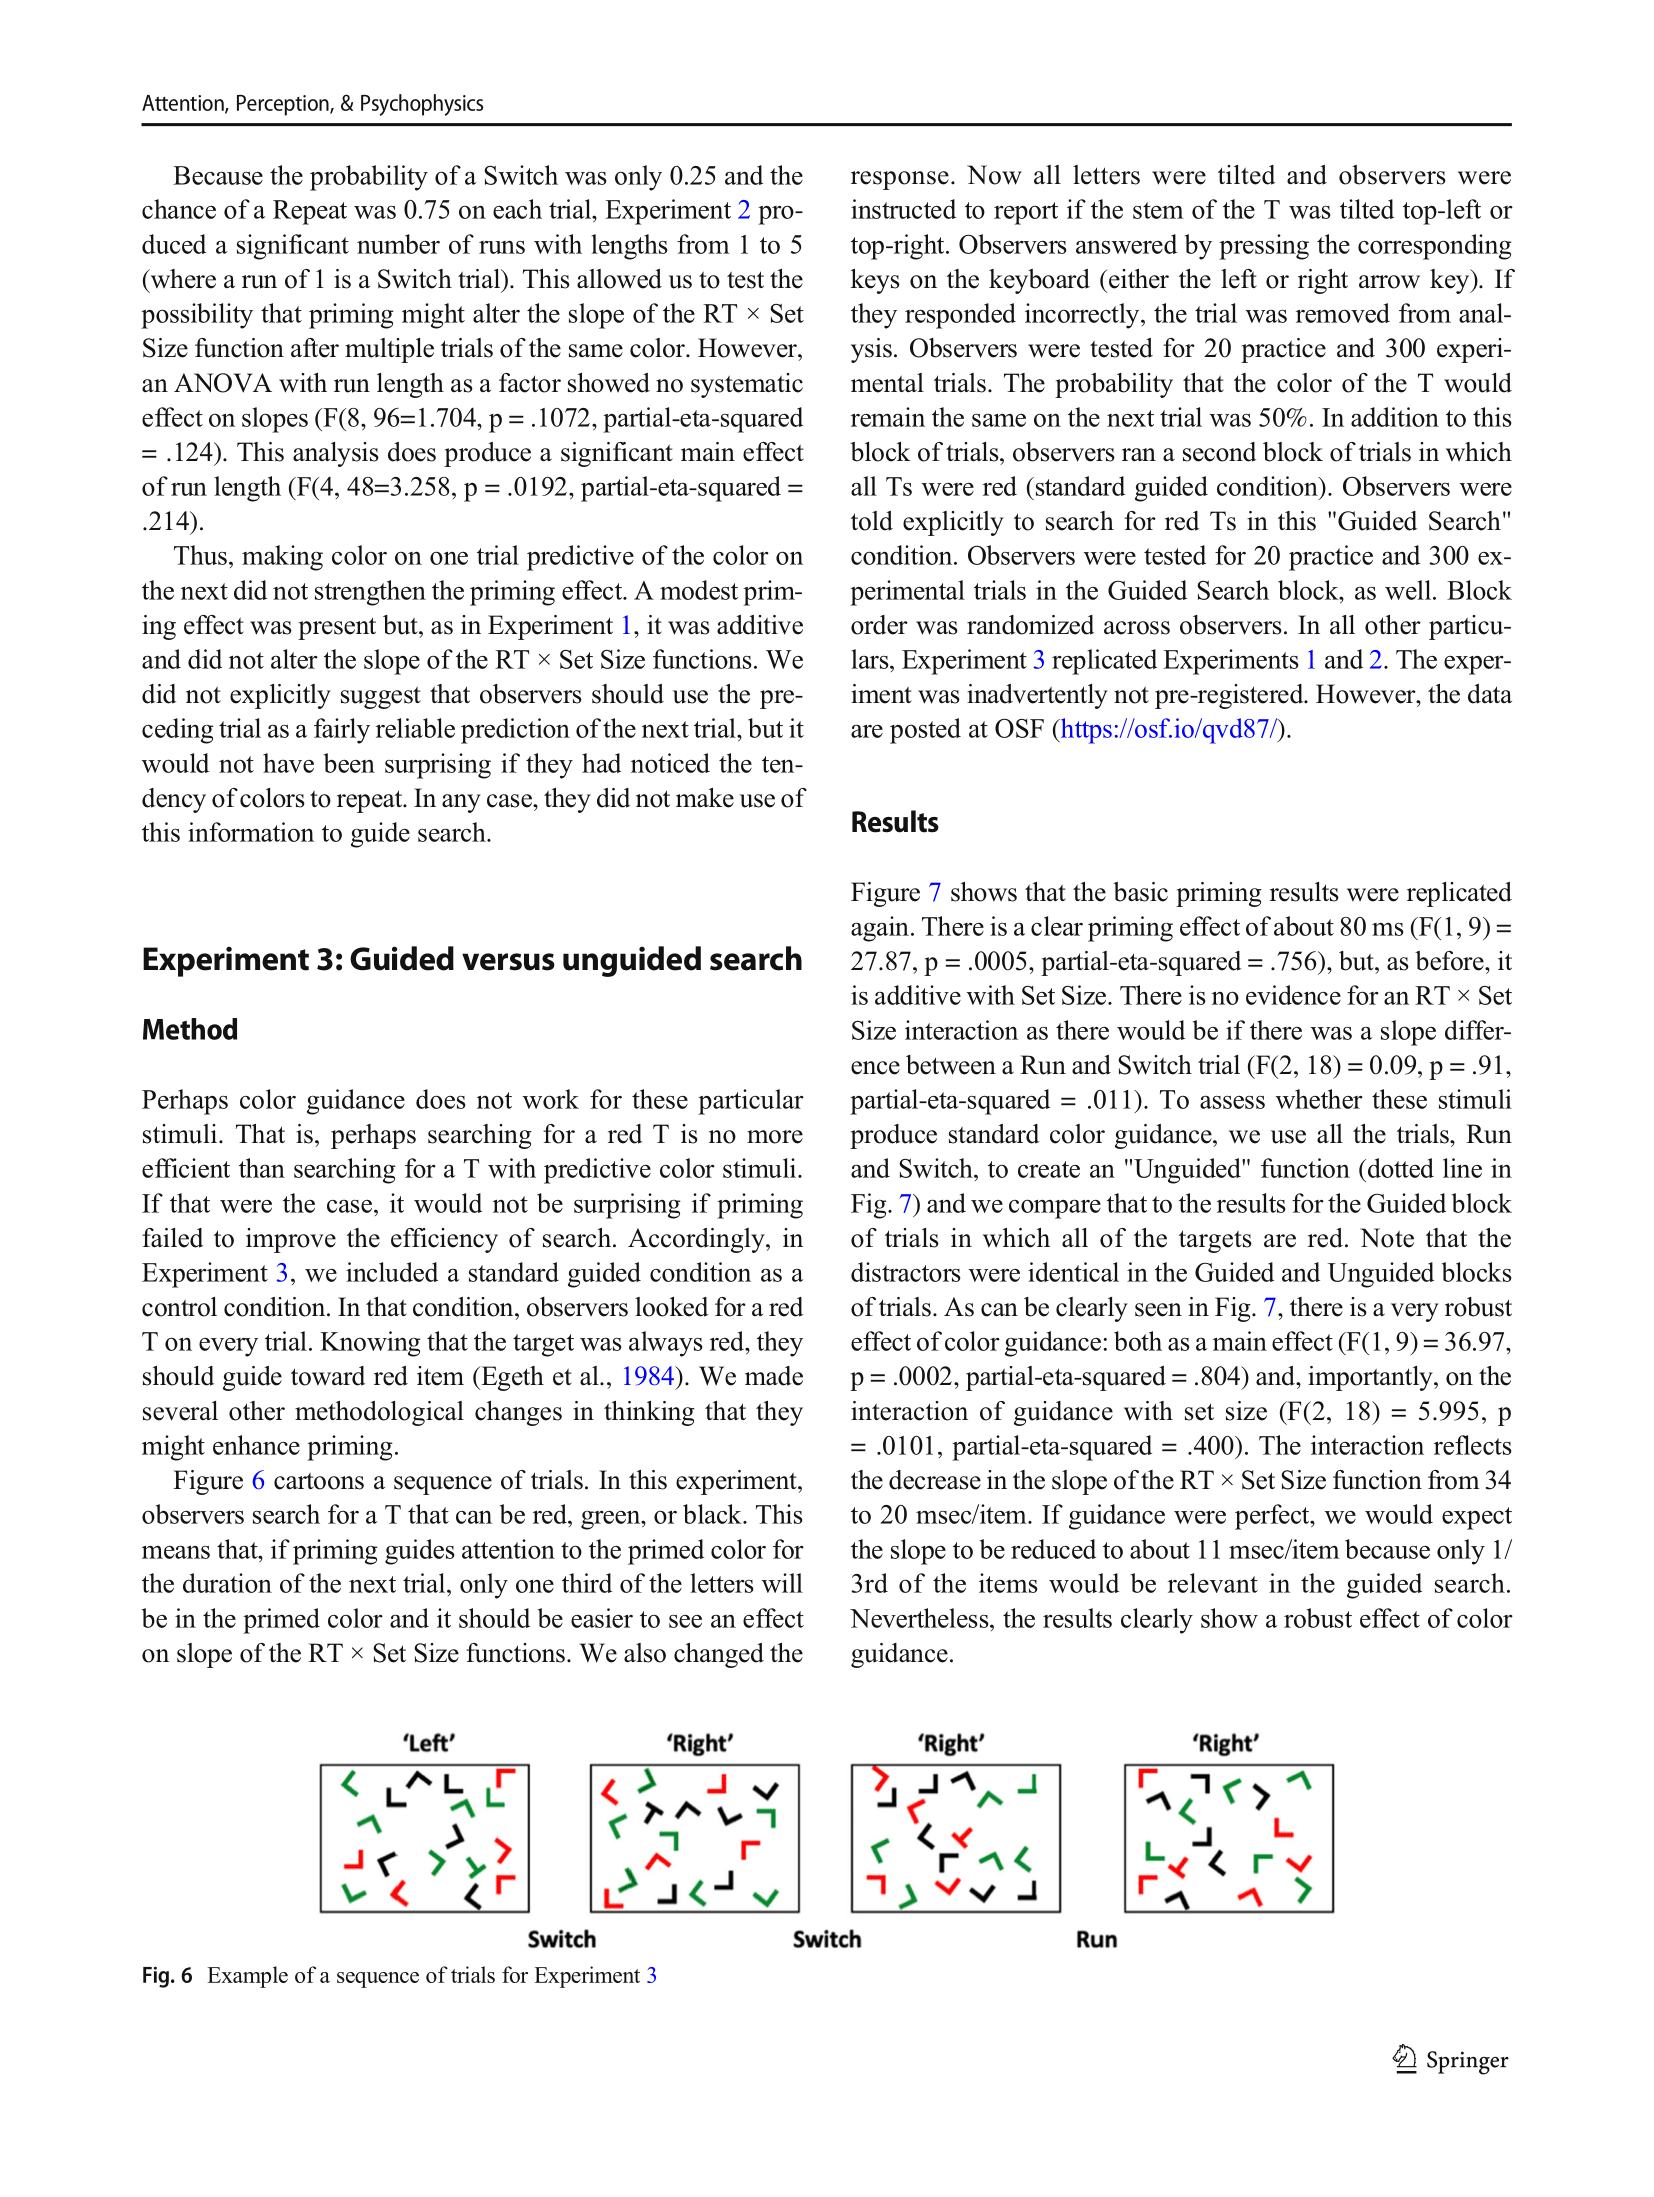 Attention, Perception, & Psychophysics
Because the probability of a Switch was only 0.25 and the
chance of a Repeat was 0.75 on each trial, Experiment 2 pro-
duced a significant number of runs with lengths from 1 to 5
(where a run of 1 is a Switch trial). This allowed us to test the
possibility that priming might alter the slope of the RT × Set
Size function after multiple trials of the same color. However,
an ANOVA with run length as a factor showed no systematic
effect on slopes (F(8, 96=1.704, p = .1072, partial-eta-squared
= .124). This analysis does produce a significant main effect
of run length (F(4, 48=3.258, p = .0192, partial-eta-squared =
.214).
Thus, making color on one trial predictive of the color on
the next did not strengthen the priming effect. A modest prim-
ing effect was present but, as in Experiment 1, it was additive
and did not alter the slope of the RT × Set Size functions. We
did not explicitly suggest that observers should use the pre-
ceding trial as a fairly reliable prediction of the next trial, but it
would not have been surprising if they had noticed the ten-
dency of colors to repeat. In any case, they did not make use of
this information to guide search.
Experiment 3: Guided versus unguided search
Method
Perhaps color guidance does not work for these particular
stimuli. That is, perhaps searching for a red T is no more
efficient than searching for a T with predictive color stimuli.
If that were the case, it would not be surprising if priming
failed to improve the efficiency of search. Accordingly, in
Experiment 3, we included a standard guided condition as a
control condition. In that condition, observers looked for a red
T on every trial. Knowing that the target was always red, they
should guide toward red item (Egeth et al., 1984). We made
several other methodological changes in thinking that they
might enhance priming.
Figure 6 cartoons a sequence of trials. In this experiment,
observers search for a T that can be red, green, or black. This
means that, if priming guides attention to the primed color for
the duration of the next trial, only one third of the letters will
be in the primed color and it should be easier to see an effect
on slope of the RT × Set Size functions. We also changed the
response. Now all letters were tilted and observers were
instructed to report if the stem of the T was tilted top-left or
top-right. Observers answered by pressing the corresponding
keys on the keyboard (either the left or right arrow key). If
they responded incorrectly, the trial was removed from anal-
ysis. Observers were tested for 20 practice and 300 experi-
mental trials. The probability that the color of the T would
remain the same on the next trial was 50%. In addition to this
block of trials, observers ran a second block of trials in which
all Ts were red (standard guided condition). Observers were
told explicitly to search for red Ts in this "Guided Search"
condition. Observers were tested for 20 practice and 300 ex-
perimental trials in the Guided Search block, as well. Block
order was randomized across observers. In all other particu-
lars, Experiment 3 replicated Experiments 1 and 2. The exper-
iment was inadvertently not pre-registered. However, the data
are posted at OSF (https://osf.io/qvd87/).
Results
Figure 7 shows that the basic priming results were replicated
again. There is a clear priming effect of about 80 ms (F(1, 9) =
27.87, p = .0005, partial-eta-squared = .756), but, as before, it
is additive with Set Size. There is no evidence for an RT × Set
Size interaction as there would be if there was a slope differ-
ence between a Run and Switch trial (F(2, 18) = 0.09, p = .91,
partial-eta-squared = .011). To assess whether these stimuli
produce standard color guidance, we use all the trials, Run
and Switch, to create an "Unguided" function (dotted line in
Fig. 7) and we compare that to the results for the Guided block
of trials in which all of the targets are red. Note that the
distractors were identical in the Guided and Unguided blocks
of trials. As can be clearly seen in Fig. 7, there is a very robust
effect of color guidance: both as a main effect (F(1, 9) = 36.97,
p = .0002, partial-eta-squared = .804) and, importantly, on the
interaction of guidance with set size (F(2, 18) = 5.995, p
= .0101, partial-eta-squared = .400). The interaction reflects
the decrease in the slope of the RT × Set Size function from 34
to 20 msec/item. If guidance were perfect, we would expect
the slope to be reduced to about 11 msec/item because only 1/
3rd of the items would be relevant in the guided search.
Nevertheless, the results clearly show a robust effect of color
guidance.
‘Left’ ‘Right’ ‘Right’ ‘Right’
Switch Switch Run
Fig. 6 Example of a sequence of trials for Experiment 3
Springer